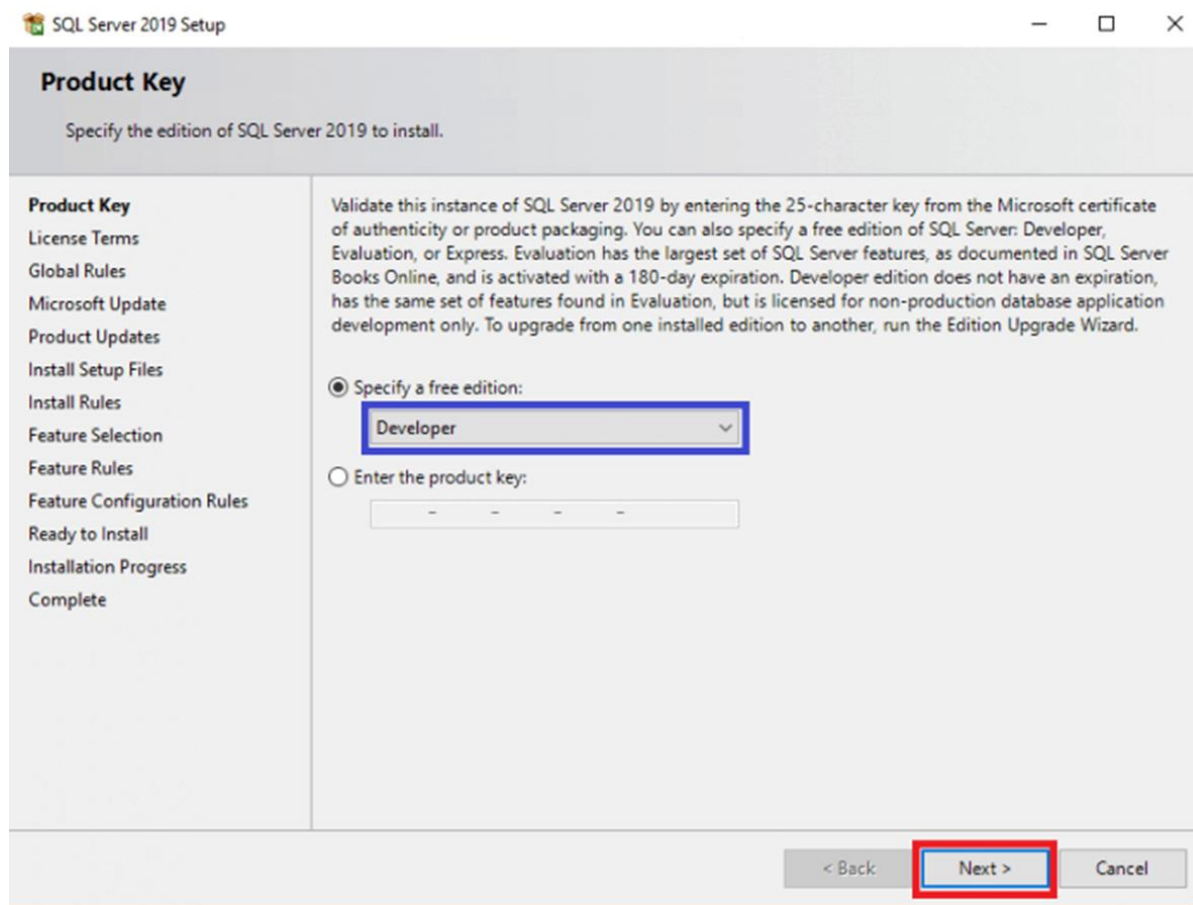 SQL Server 2019 Setup
Product Key
Specify the edition of SQL Server 2019 to install.
Product Key
License Terms
Global Rules
Microsoft Update
Product Updates
Install Setup Files
Install Rules
Feature Selection
Feature Rules
Feature Configuration Rules
Ready to Install
Installation Progress
Complete
Validate this instance of SQL Server 2019 by entering the 25-character key from the Microsoft certificate
of authenticity or product packaging. You can also specify a free edition of SQL Server: Developer,
Evaluation, or Express. Evaluation has the largest set of SQL Server features, as documented in SQL Server
Books Online, and is activated with a 180-day expiration. Developer edition does not have an expiration,
has the same set of features found in Evaluation, but is licensed for non-production database application
development only. To upgrade from one installed edition to another, run the Edition Upgrade Wizard.
Specify a free edition:
Developer
Enter the product key:
- - - -
< Back Next > Cancel